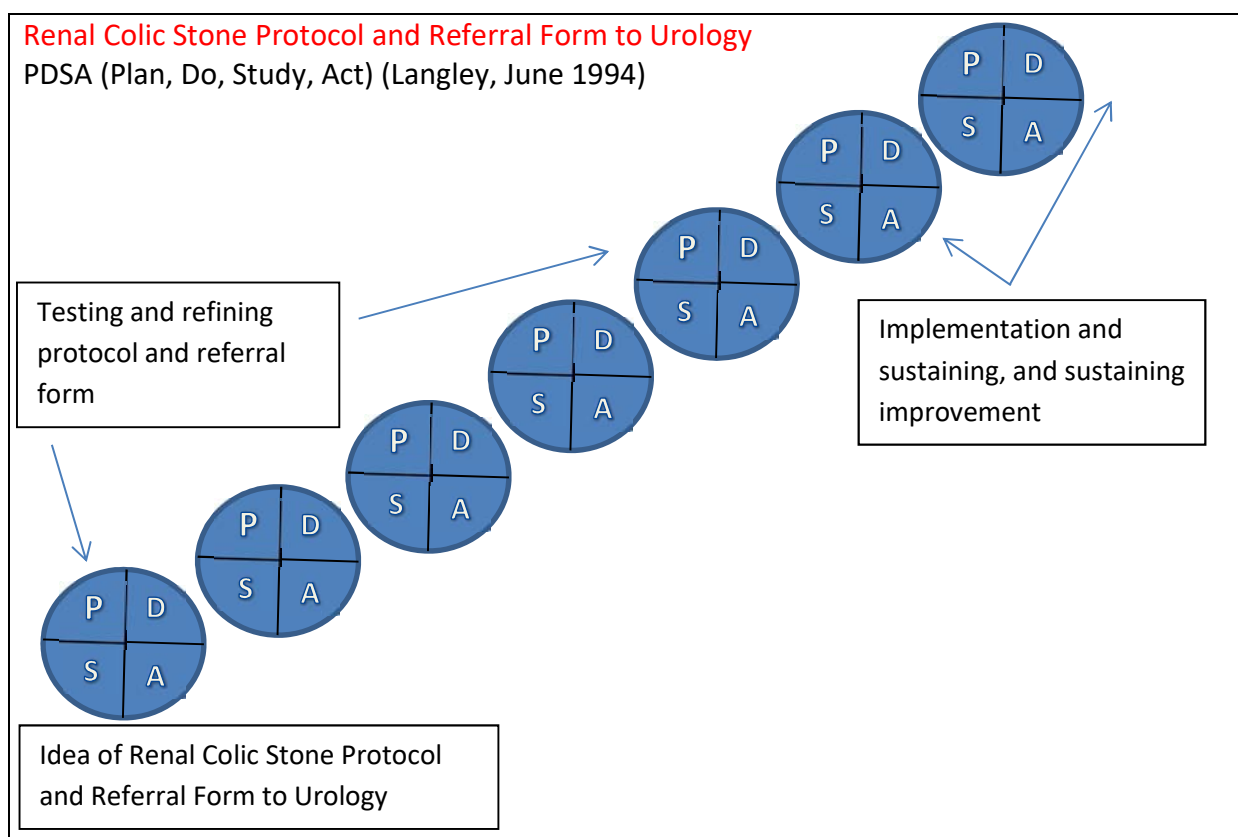 Renal Colic Stone Protocol and Referral Form to Urology
PDSA (Plan, Do, Study, Act) (Langley, June 1994)
P D
S A
P D
S A
P D
S A
Testing and refining
protocol and referral
form
Implementation and
sustaining, and sustaining
improvement
P D
S A
P D
S A
P D
S A
P D
S A
Idea of Renal Colic Stone Protocol
and Referral Form to Urology